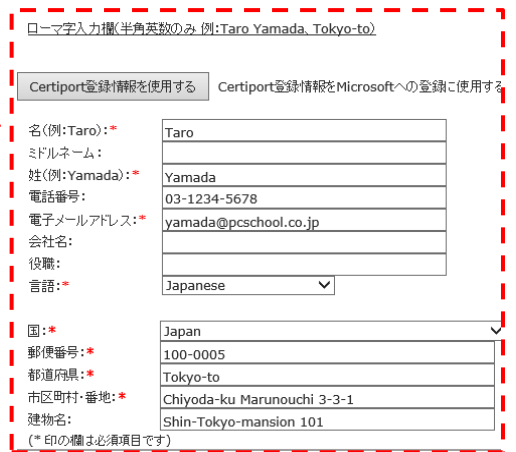 ローマ字入力欄(半角英数のみ 例:Taro Yamada、Tokyo-to)
Certiport登録情報を使用する Certiport登録情報をMicrosoftへの登録に使用する
名(例:Taro):* Taro
ミドルネーム:
姓(例:Yamada):* Yamada
電話番号: 03-1234-5678
電子メールアドレス:* yamada@pcschool.co.jp
会社名:
役職:
言語:* Japanese
国:* Japan
郵便番号:* 100-0005
都道府県:* Tokyo-to
市区町村・番地:* Chiyoda-ku Marunouchi 3-3-1
建物名: Shin-Tokyo-mansion 101
(* 印の欄は必須項目です)